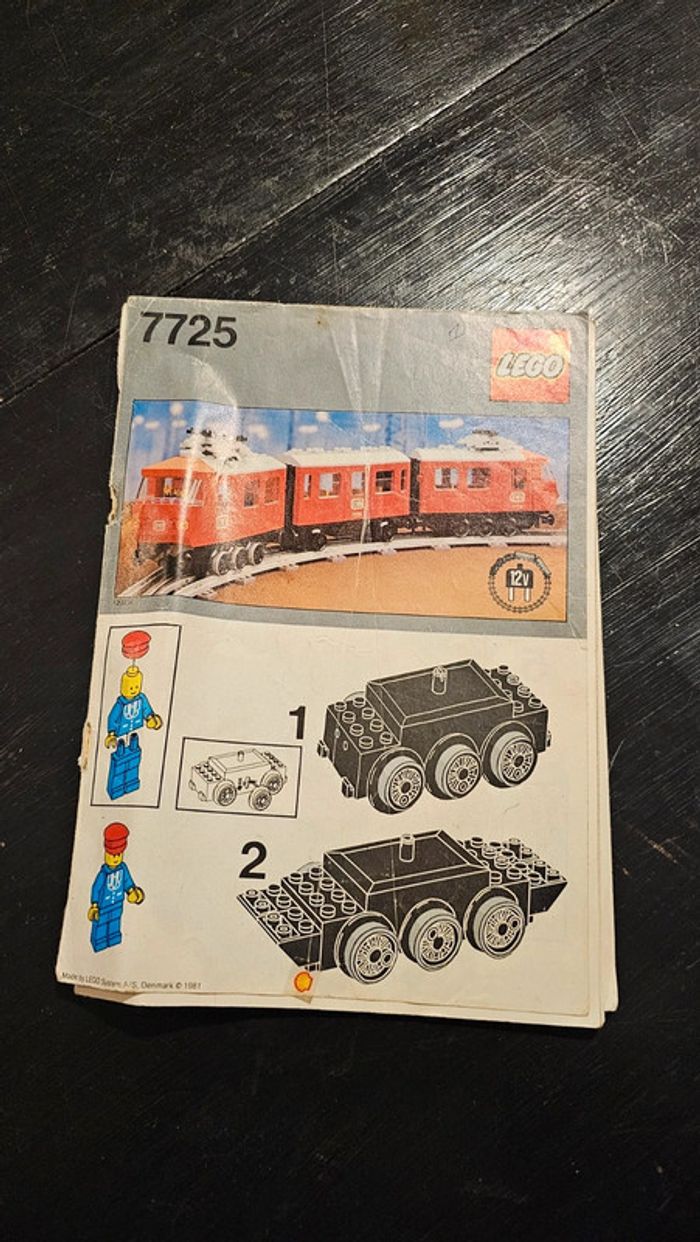 7725
LEGO
12V
1
2
Made by LEGO System A/S, Denmark © 1981